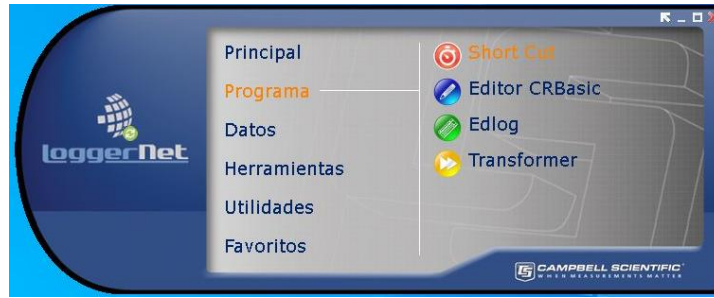 Principal
Programa
Datos
Herramientas
Utilidades
Favoritos
Short Cut
Editor CRBasic
Edlog
Transformer
loggerNet
CAMPBELL SCIENTIFIC
WHEN MEASUREMENTS MATTER